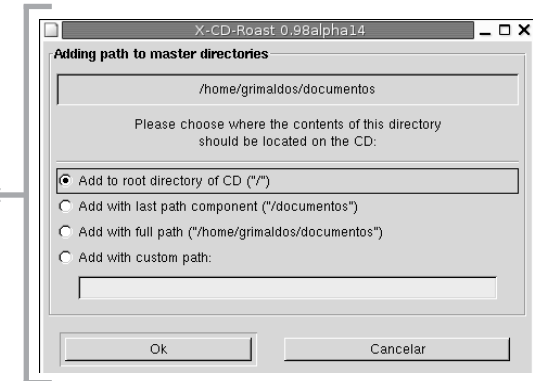 X-CD-Roast 0.98alpha14
Adding path to master directories
/home/grimaldos/documentos
Please choose where the contents of this directory
should be located on the CD:
Add to root directory of CD ("/")
Add with last path component ("/documentos")
Add with full path ("/home/grimaldos/documentos")
Add with custom path:
Ok
Cancelar